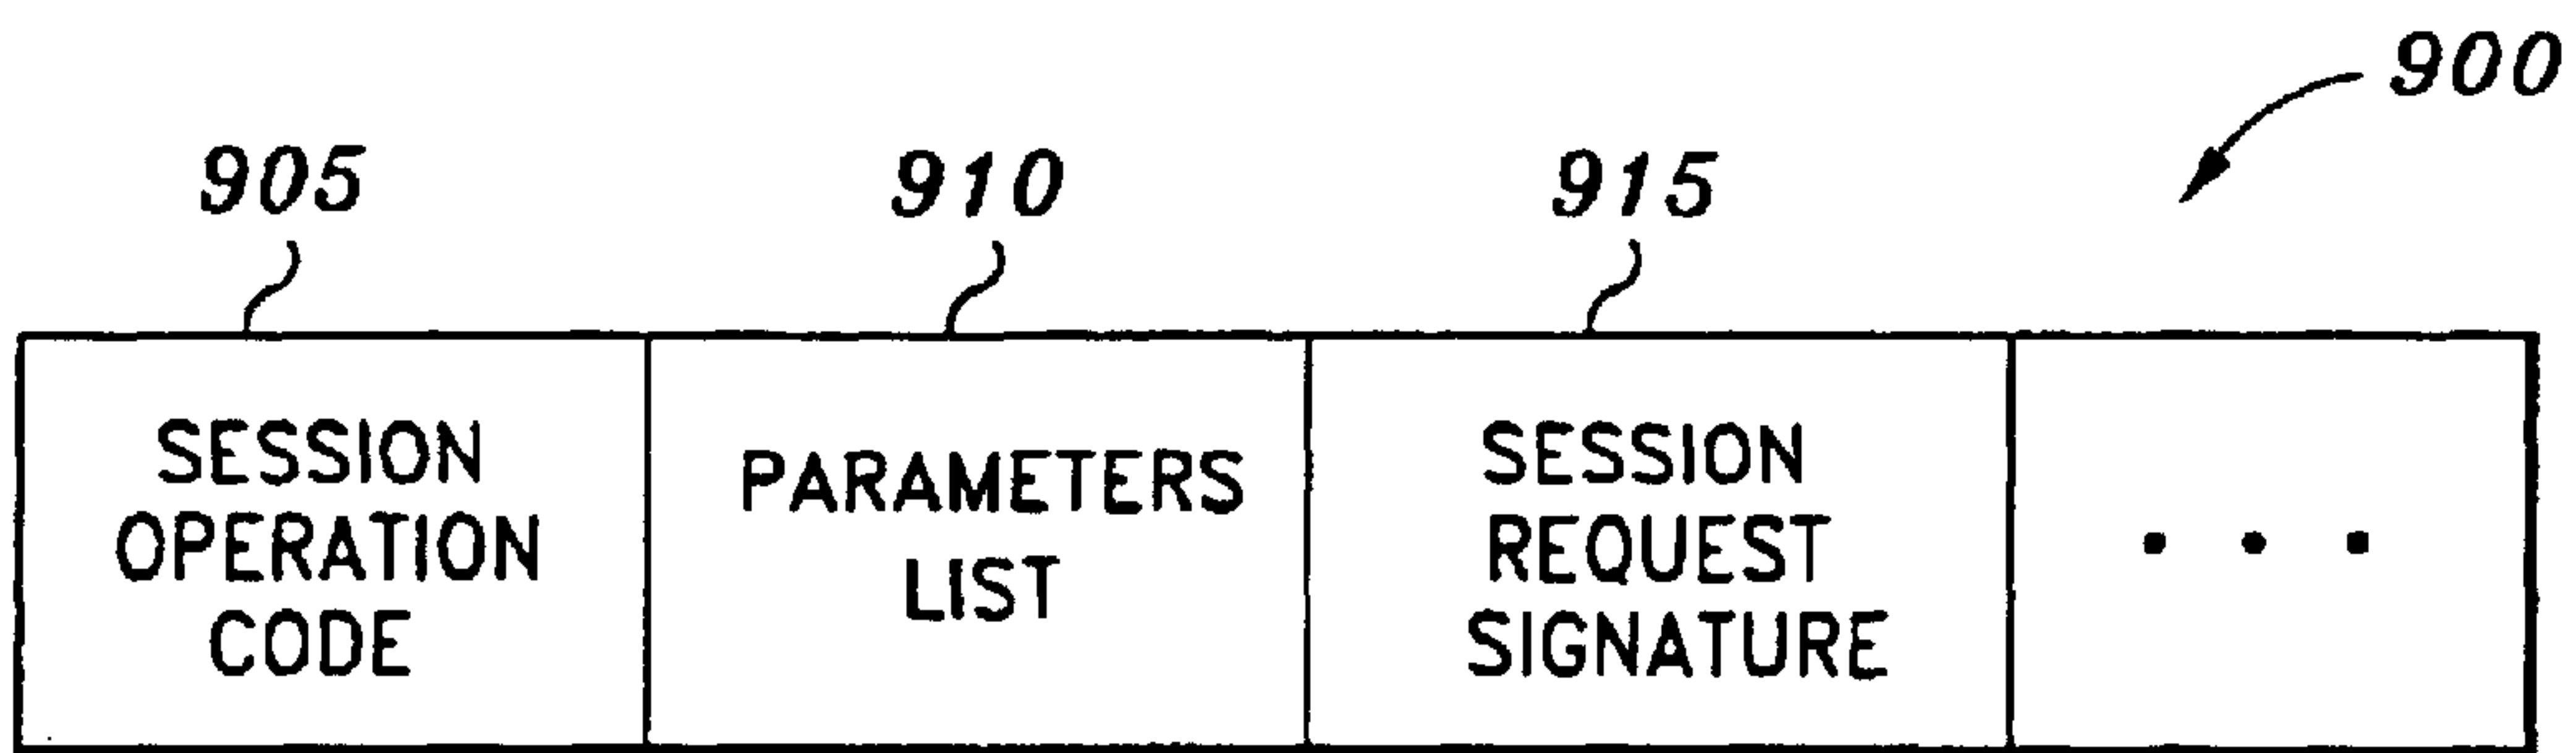 900
905
910
915
SESSION
OPERATION
CODE
PARAMETERS
LIST
SESSION
REQUEST
SIGNATURE
• • •